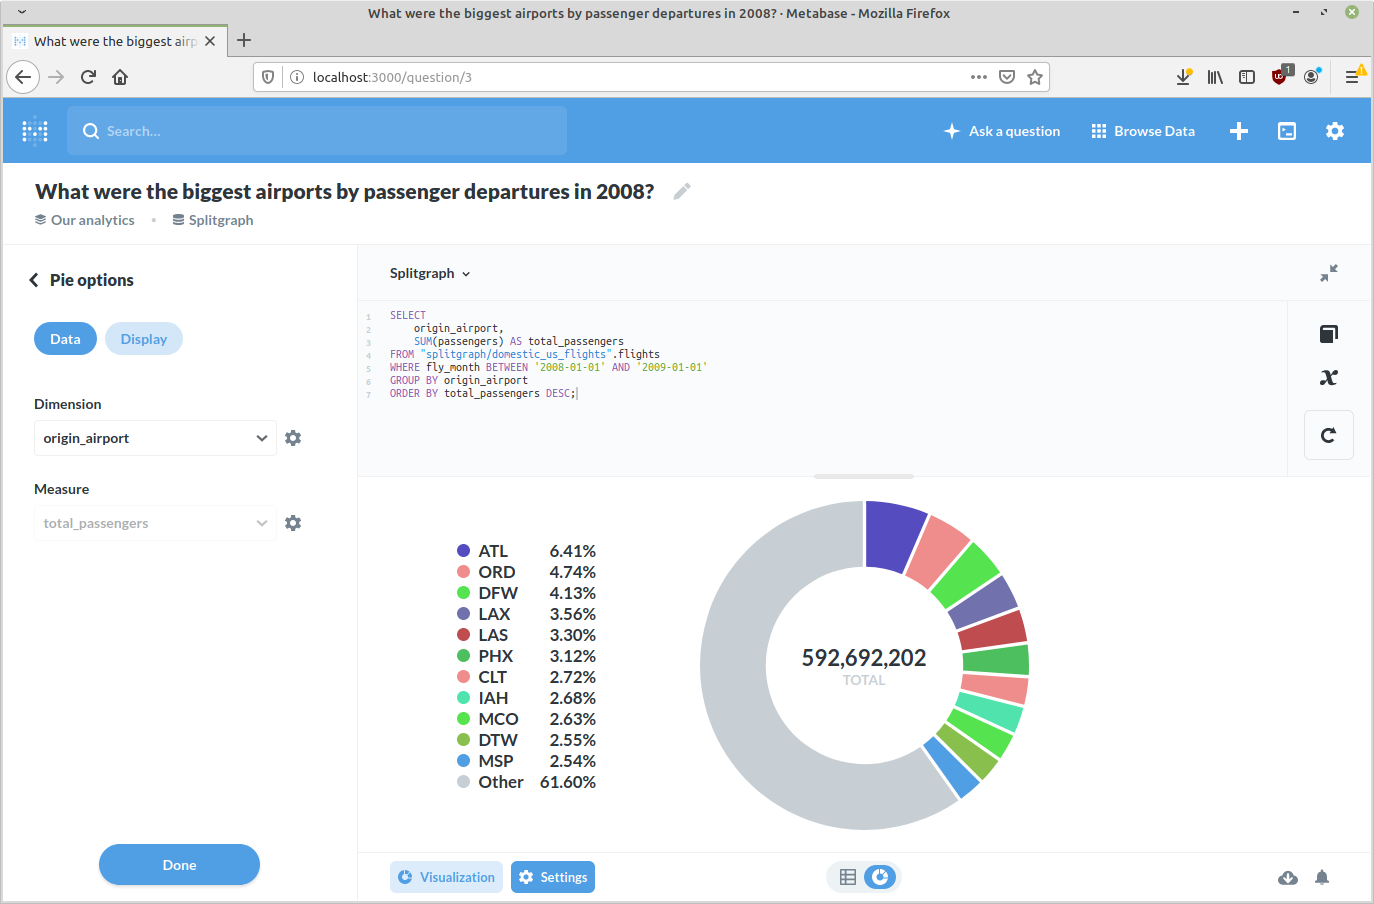 What were the biggest airports by passenger departures in 2008? · Metabase - Mozilla Firefox
What were the biggest airp
localhost:3000/question/3
1
Search...
Ask a question
Browse Data
What were the biggest airports by passenger departures in 2008?
Our analytics • Splitgraph
Pie options
Data
Display
Dimension
origin_airport
Measure
total_passengers
Done
Splitgraph
1 SELECT
2 origin_airport,
3 SUM(passengers) AS total_passengers
4 FROM "splitgraph/domestic_us_flights".flights
5 WHERE fly_month BETWEEN '2008-01-01' AND '2009-01-01'
6 GROUP BY origin_airport
7 ORDER BY total_passengers DESC;
ATL 6.41%
ORD 4.74%
DFW 4.13%
LAX 3.56%
LAS 3.30%
PHX 3.12%
CLT 2.72%
IAH 2.68%
MCO 2.63%
DTW 2.55%
MSP 2.54%
Other 61.60%
592,692,202
TOTAL
Visualization
Settings